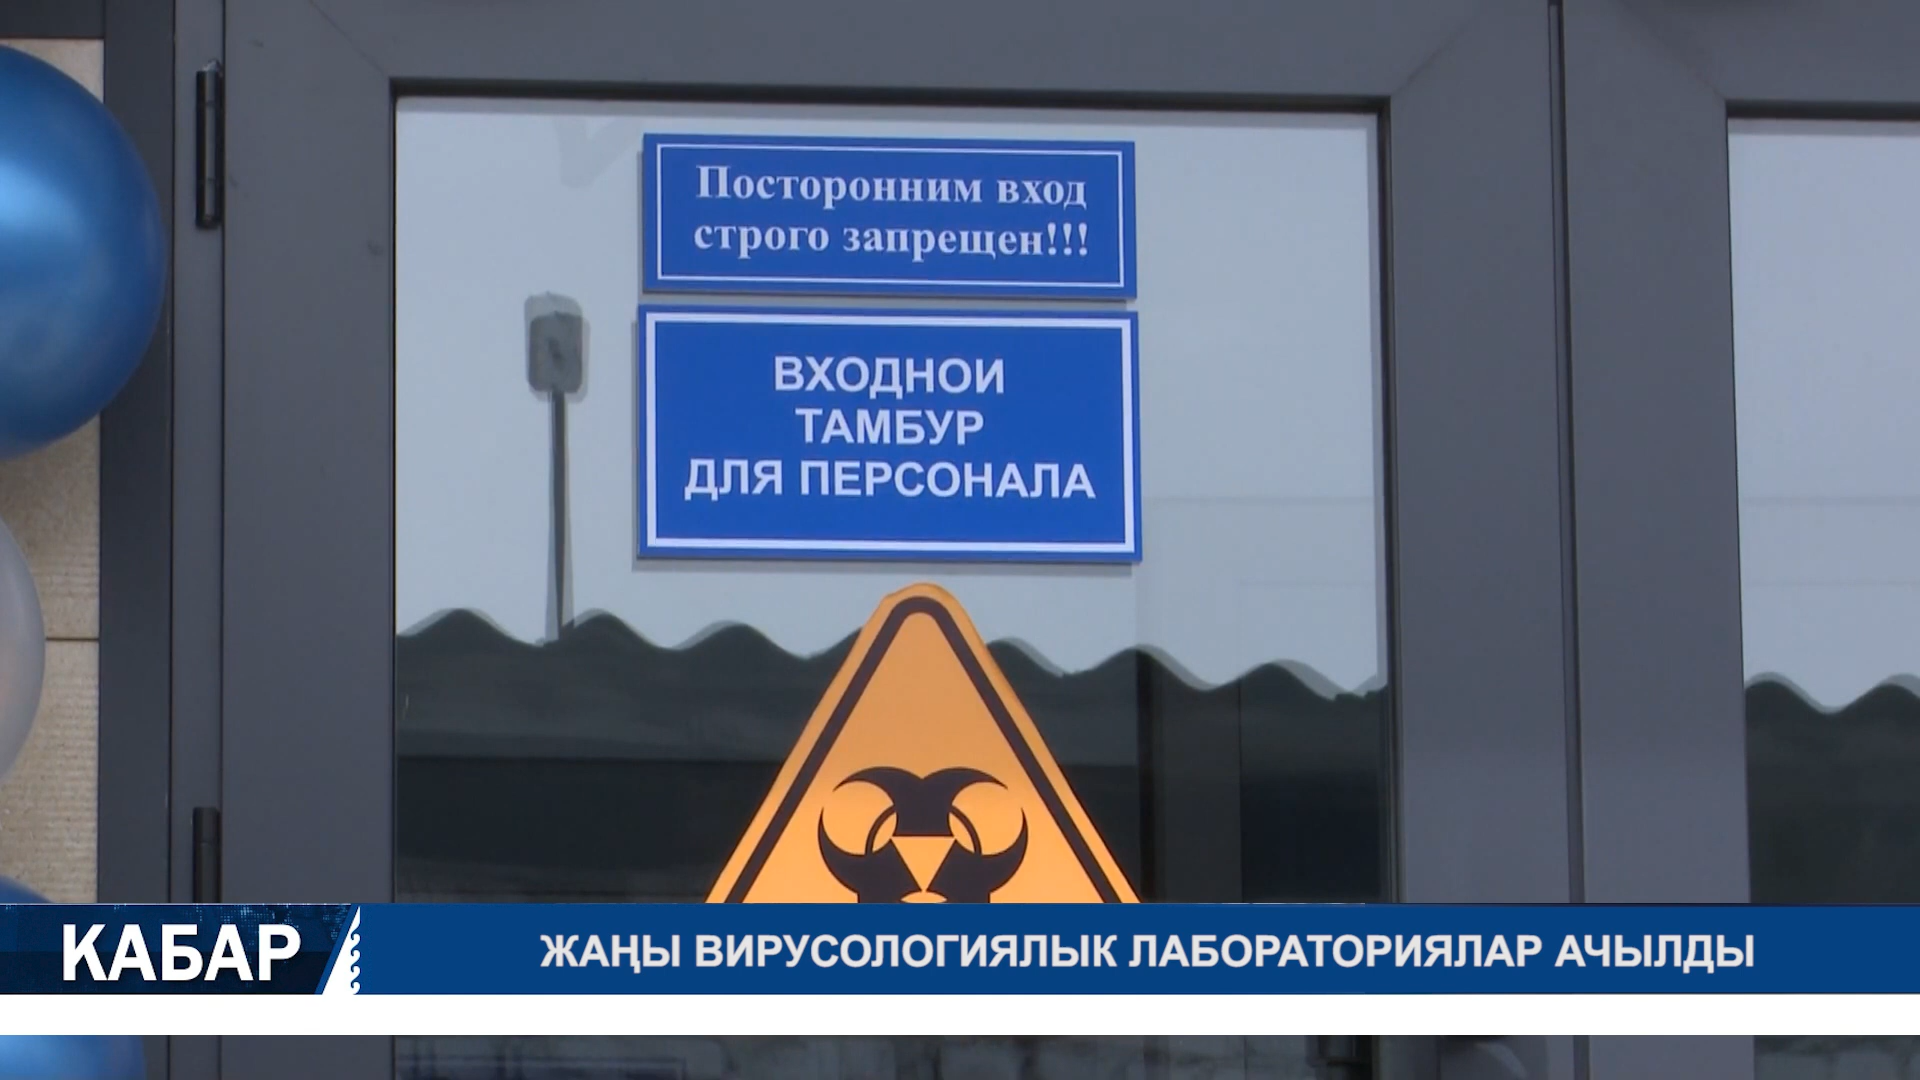 Посторонним вход
строго запрещен!!!
ВХОДНОИ
ТАМБУР
ДЛЯ ПЕРСОНАЛА
КАБАР
ЖАҢЫ ВИРУСОЛОГИЯЛЫК ЛАБОРАТОРИЯЛАР АЧЫЛДЫ